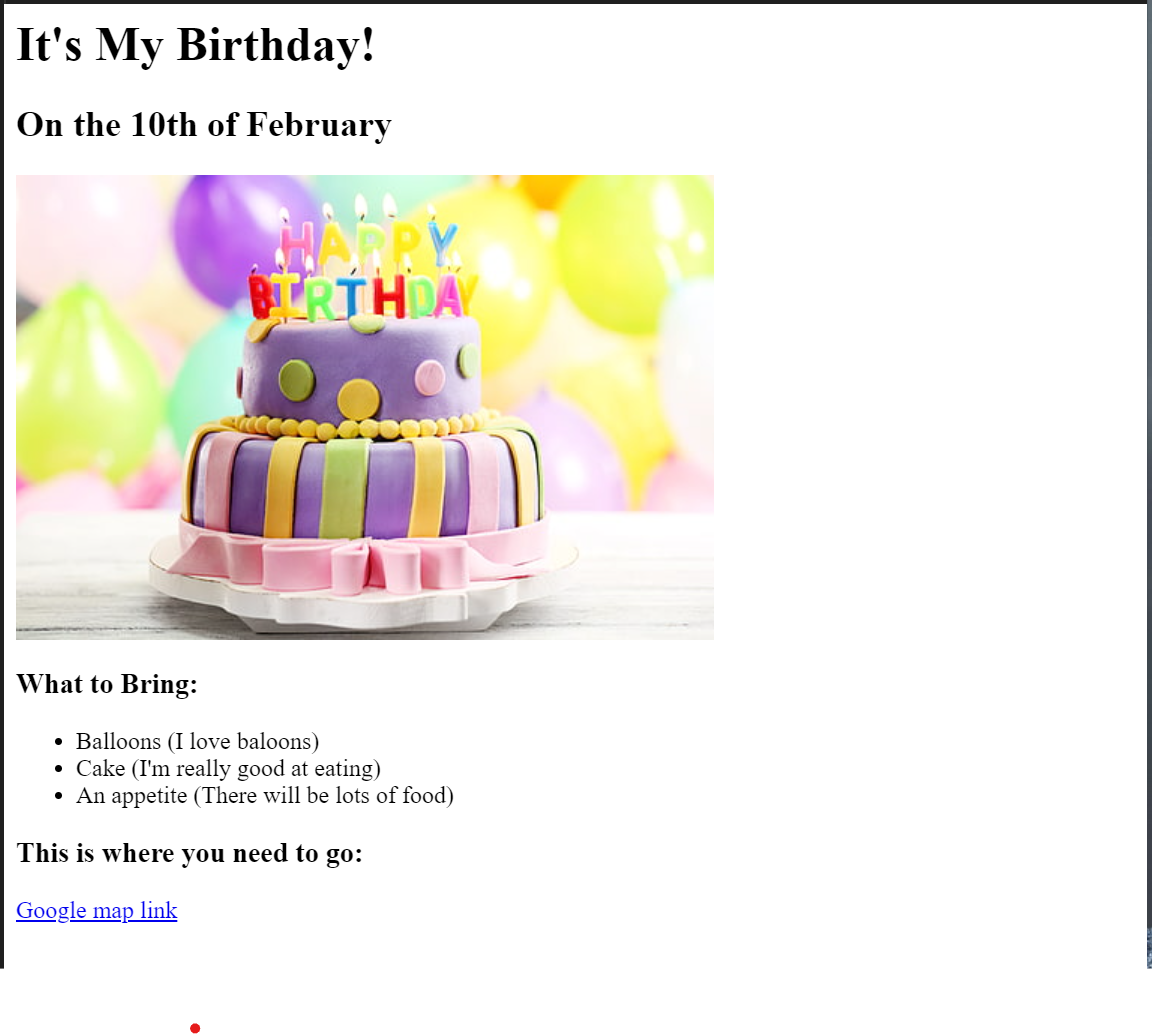 It's My Birthday!
On the 10th of February
HAPPY
BIRTHDAY
What to Bring:
Balloons (I love baloons)
Cake (I'm really good at eating)
An appetite (There will be lots of food)
This is where you need to go:
Google map link